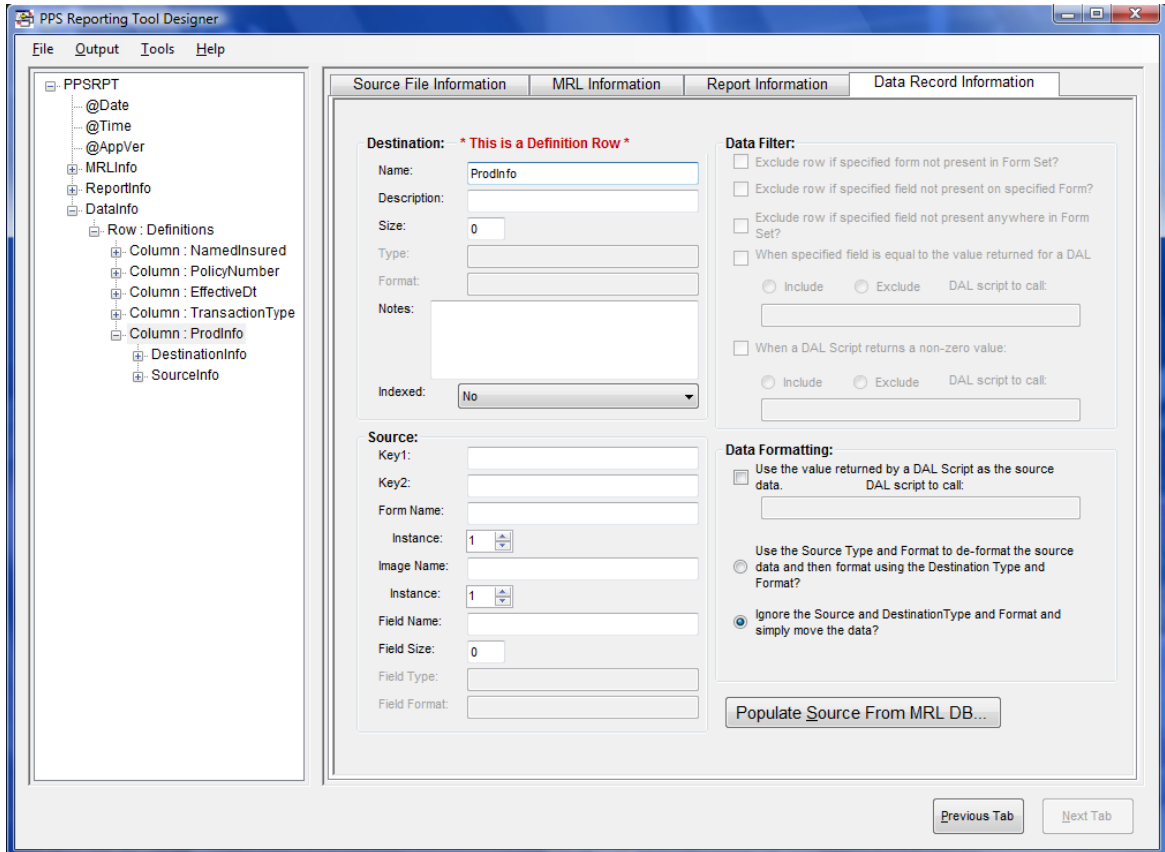 PPS Reporting Tool Designer
File Output Tools Help
PPSRPT
@Date
@Time
@AppVer
MRLInfo
ReportInfo
DataInfo
Row : Definitions
Column : NamedInsured
Column : PolicyNumber
Column : EffectiveDt
Column : TransactionType
Column : ProdInfo
DestinationInfo
SourceInfo
Source File Information MRL Information Report Information Data Record Information
Destination: * This is a Definition Row *
Name: ProdInfo
Description:
Size: 0
Type:
Format:
Notes:
Indexed: No
Source:
Key1:
Key2:
Form Name:
Instance: 1
Image Name:
Instance: 1
Field Name:
Field Size: 0
Field Type:
Field Format:
Data Filter:
Exclude row if specified form not present in Form Set?
Exclude row if specified field not present on specified Form?
Exclude row if specified field not present anywhere in Form
Set?
When specified field is equal to the value returned for a DAL
Include Exclude DAL script to call:
When a DAL Script returns a non-zero value:
Include Exclude DAL script to call:
Data Formatting:
Use the value returned by a DAL Script as the source
data. DAL script to call:
Use the Source Type and Format to de-format the source
data and then format using the Destination Type and
Format?
Ignore the Source and DestinationType and Format and
simply move the data?
Populate Source From MRL DB...
Previous Tab Next Tab